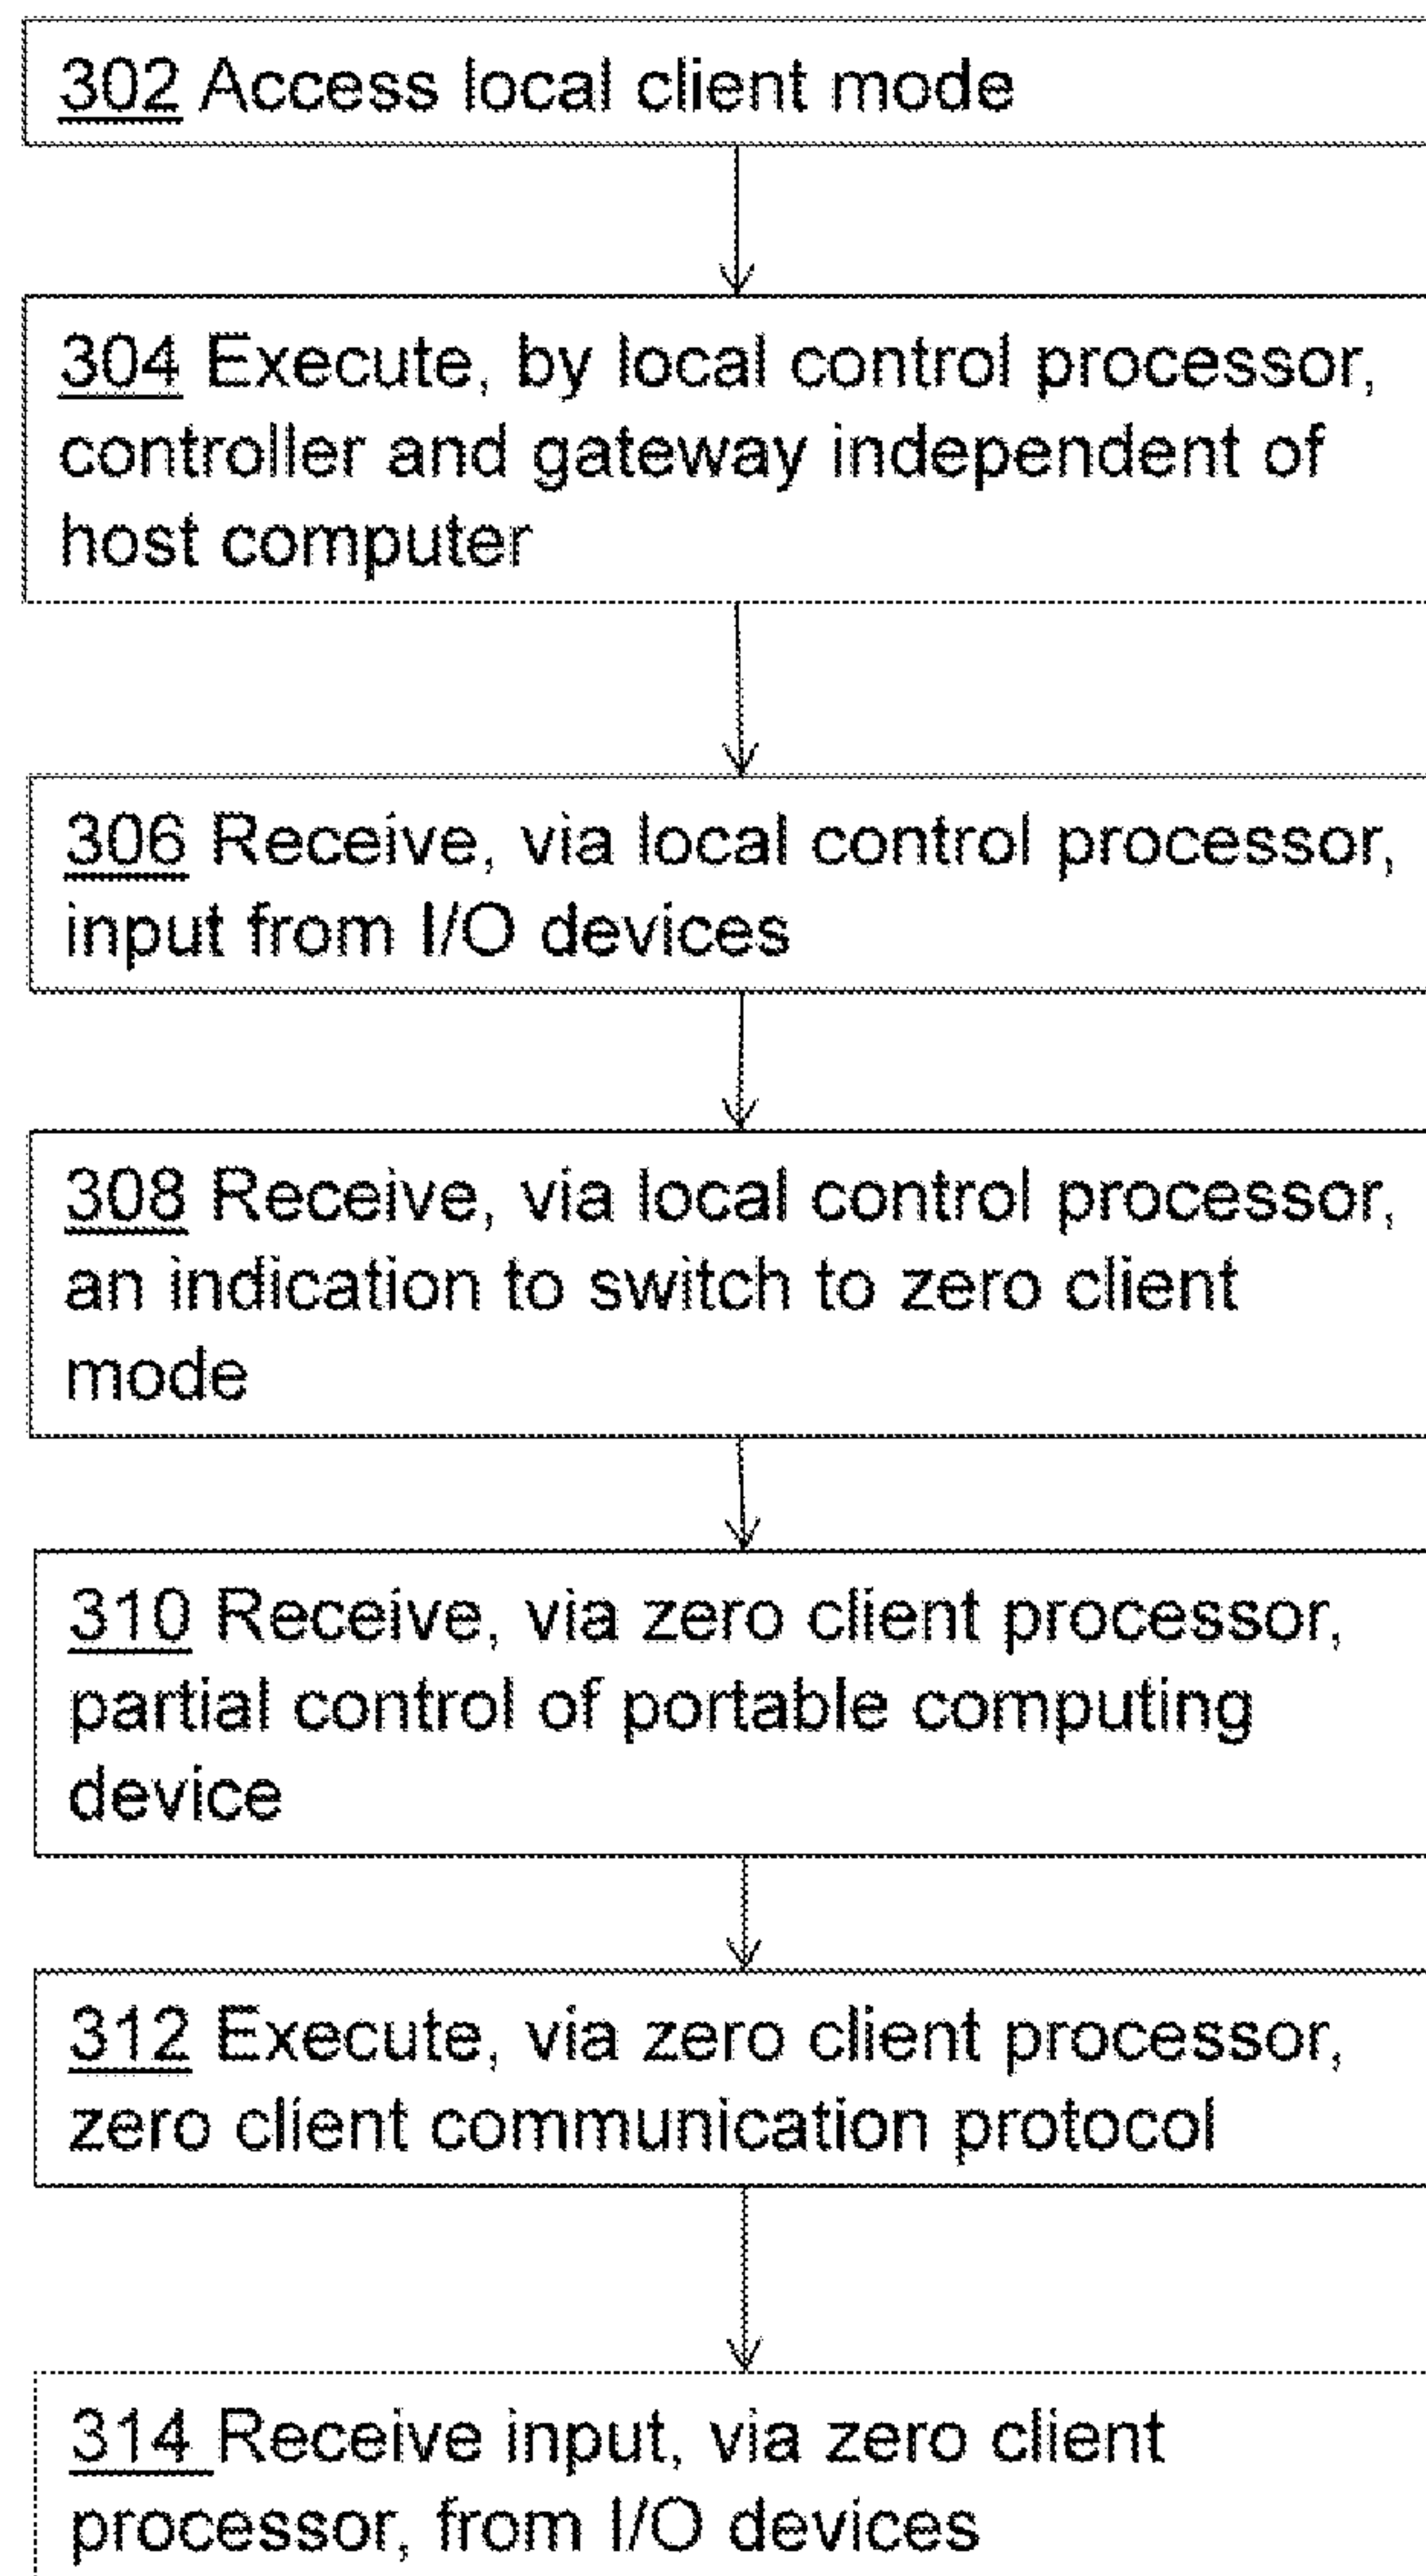 302 Access local client mode
304 Execute, by local control processor,
controller and gateway independent of
host computer
306 Receive, via local control processor,
input from I/O devices
308 Receive, via local control processor,
an indication to switch to zero client
mode
310 Receive, via zero client processor,
partial control of portable computing
device
312 Execute, via zero client processor,
zero client communication protocol
314 Receive input, via zero client
processor, from I/O devices